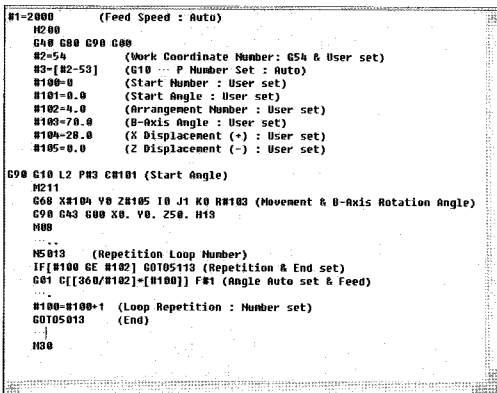 #1=2000 (Feed Speed : Auto)
M200
G40 G80 G90 G00
#2=54 (Work Coordinate Number: G54 & User set)
#3=[#2-53] (G10 ... P Number Set : Auto)
#100=0 (Start Number : User set)
#101=0.0 (Start Angle : User set)
#102=4.0 (Arrangement Number : User set)
#103=70.0 (B-Axis Angle : User set)
#104=28.0 (X Displacement (+) : User set)
#105=0.0 (Z Displacement (-) : User set)
G90 G10 L2 P#3 C#101 (Start Angle)
M211
G68 X#104 Y0 Z#105 I0 J1 K0 R#103 (Movement & B-Axis Rotation Angle)
G90 G43 G00 X0. Y0. Z50. H13
M08
.....
N5013 (Repetition Loop Number)
IF[#100 GE #102] GOTO5113 (Repetition & End set)
G01 C[[360/#102]*[#100]] F#1 (Angle Auto set & Feed)
....
#100=#100+1 (Loop Repetition : Number set)
GOTO5013 (End)
...
M30